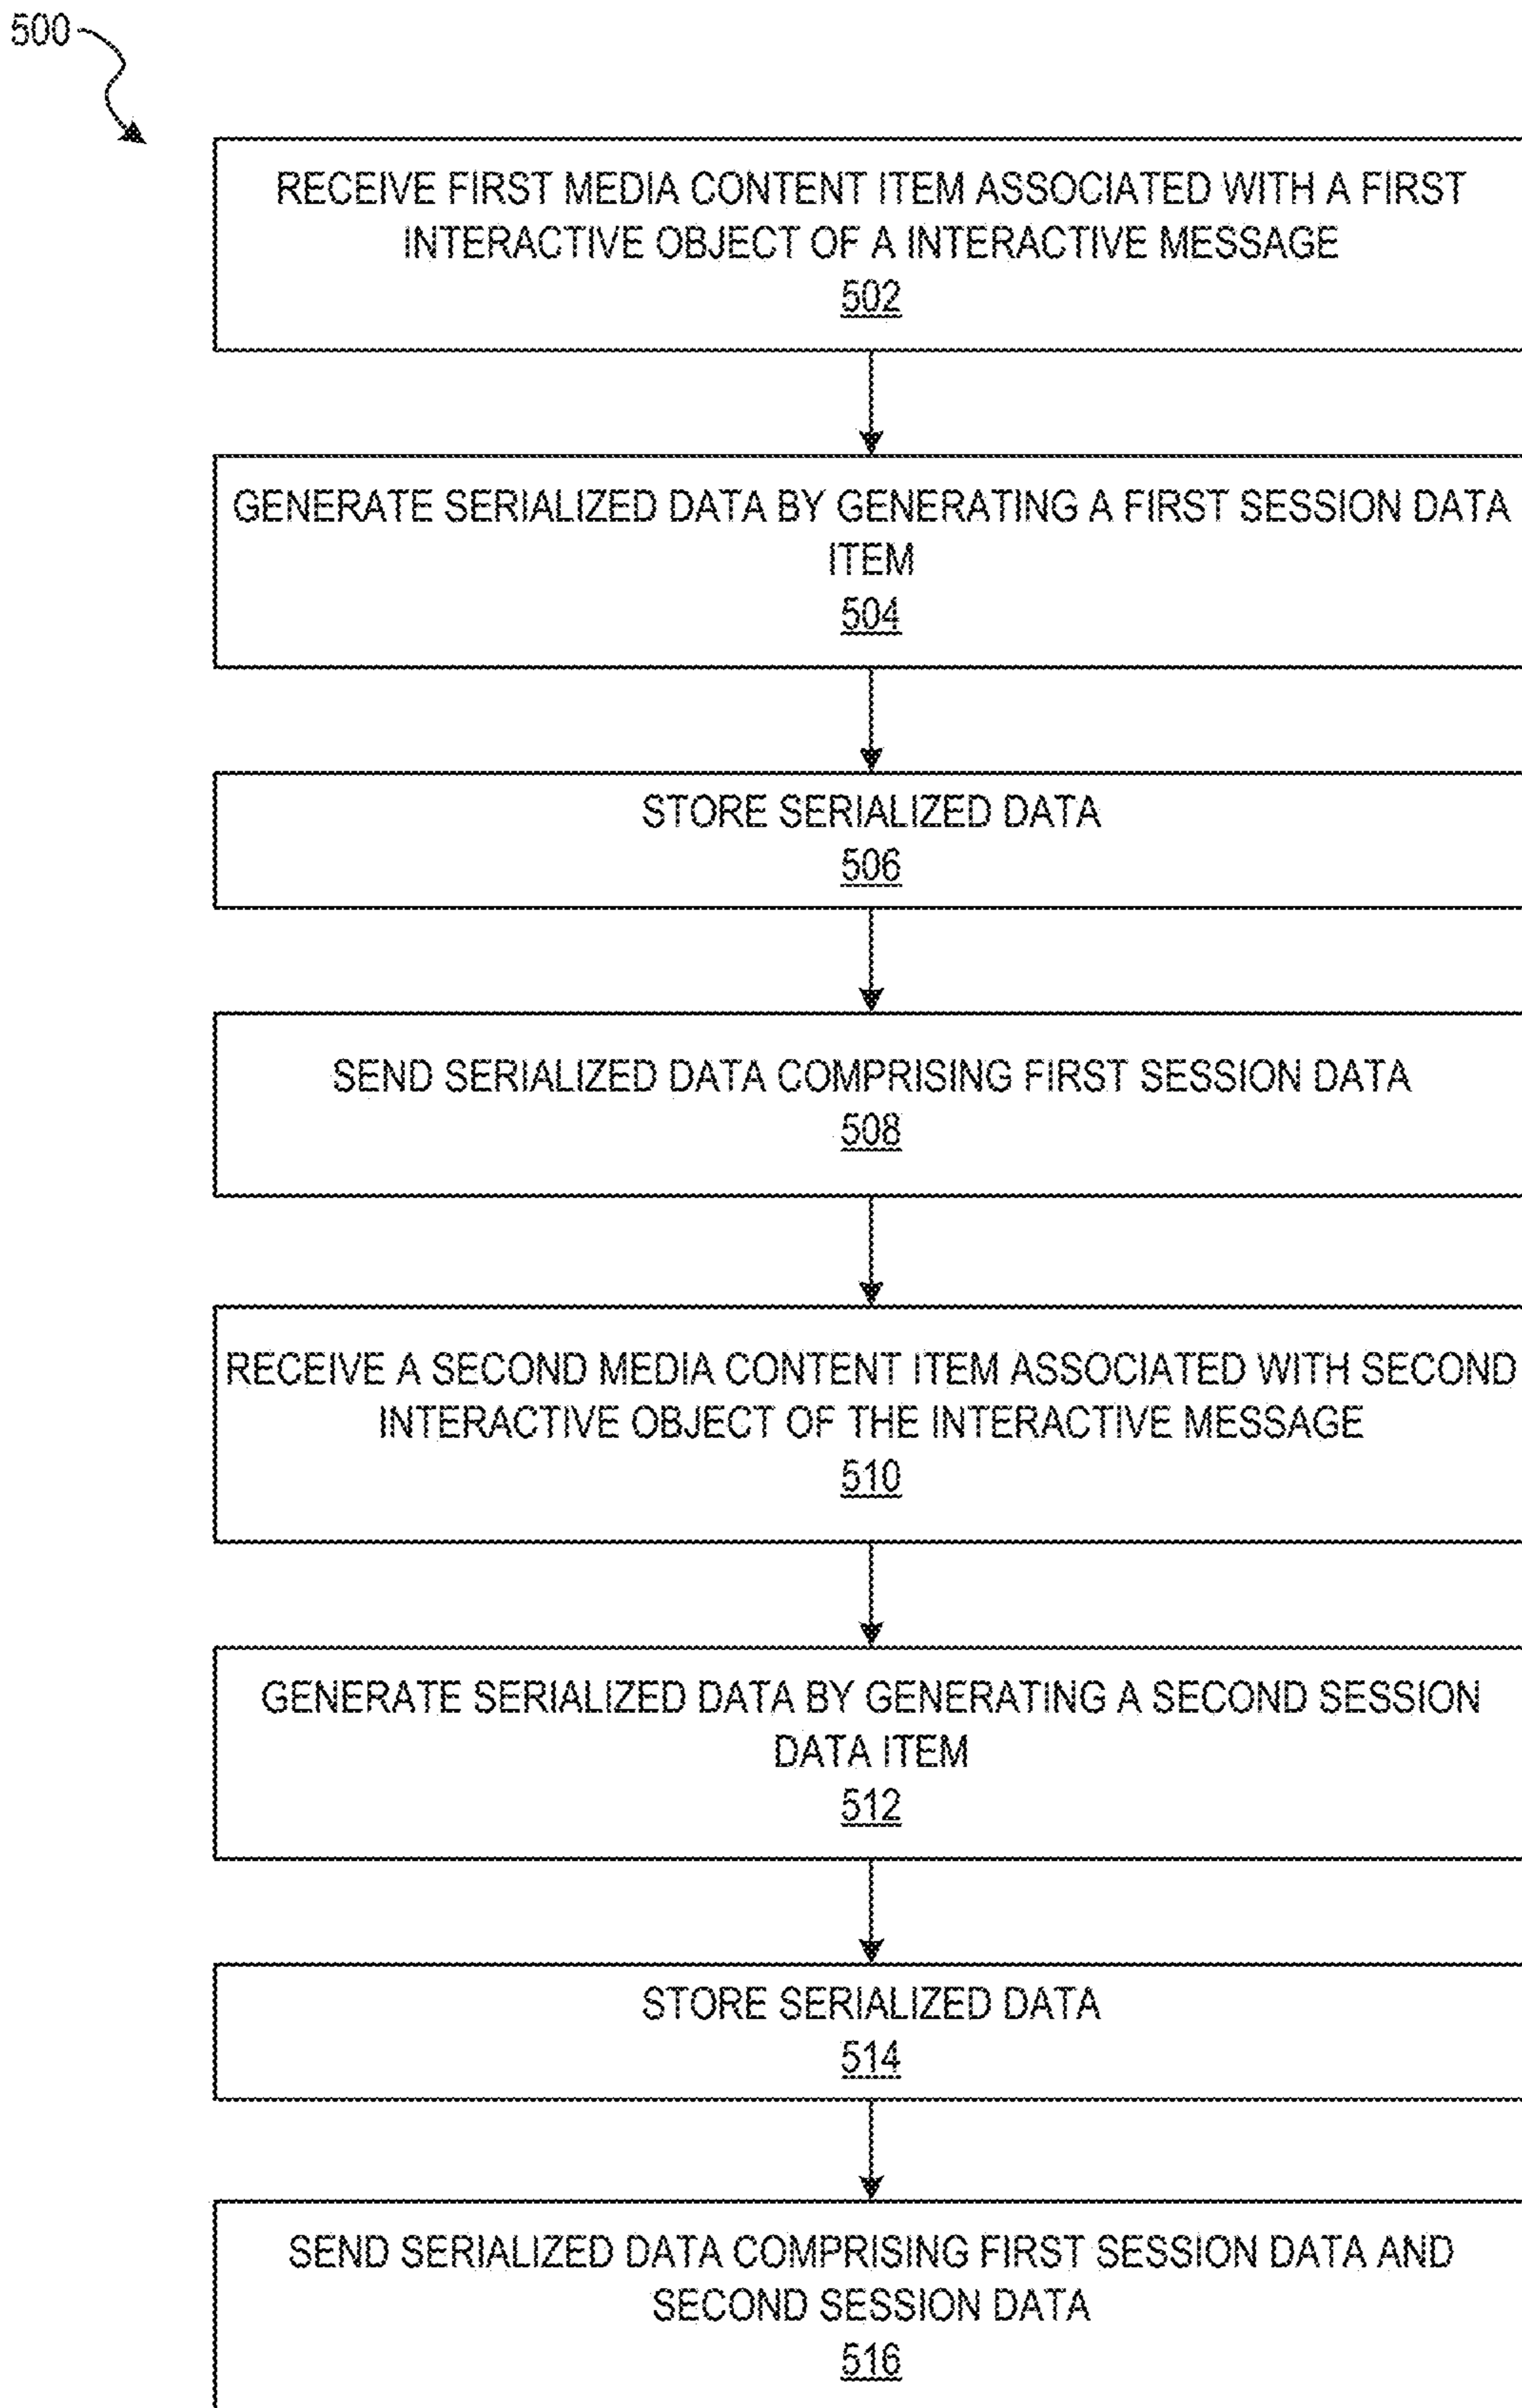 500
RECEIVE FIRST MEDIA CONTENT ITEM ASSOCIATED WITH A FIRST
INTERACTIVE OBJECT OF A INTERACTIVE MESSAGE
502
GENERATE SERIALIZED DATA BY GENERATING A FIRST SESSION DATA
ITEM
504
STORE SERIALIZED DATA
506
SEND SERIALIZED DATA COMPRISING FIRST SESSION DATA
508
RECEIVE A SECOND MEDIA CONTENT ITEM ASSOCIATED WITH SECOND
INTERACTIVE OBJECT OF THE INTERACTIVE MESSAGE
510
GENERATE SERIALIZED DATA BY GENERATING A SECOND SESSION
DATA ITEM
512
STORE SERIALIZED DATA
514
SEND SERIALIZED DATA COMPRISING FIRST SESSION DATA AND
SECOND SESSION DATA
516